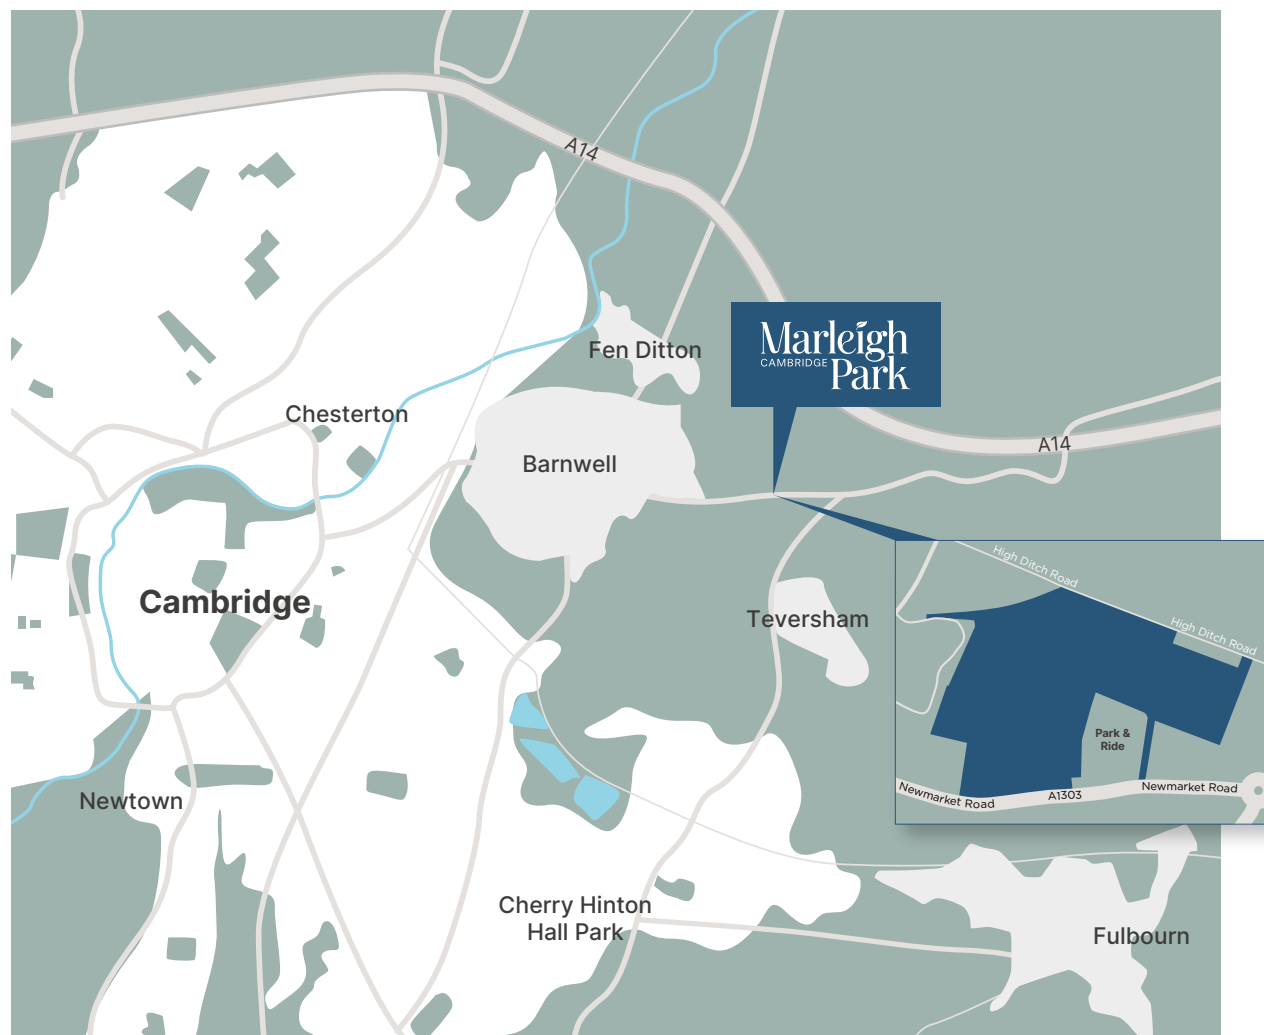 A14
Marleigh
CAMBRIDGE
Park
Fen Ditton
Chesterton
A14
Barnwell
High Ditch Road
Cambridge
Teversham
High Ditch Road
Park &
Ride
Newmarket Road
A1303
Newmarket Road
Newtown
Cherry Hinton
Hall Park
Fulbourn